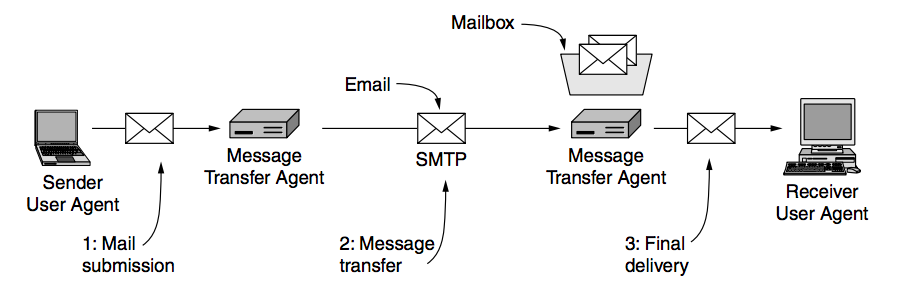 Mailbox
Email
SMTP
Sender
User Agent
Message
Transfer Agent
Message
Transfer Agent
Receiver
User Agent
1: Mail
submission
2: Message
transfer
3: Final
delivery